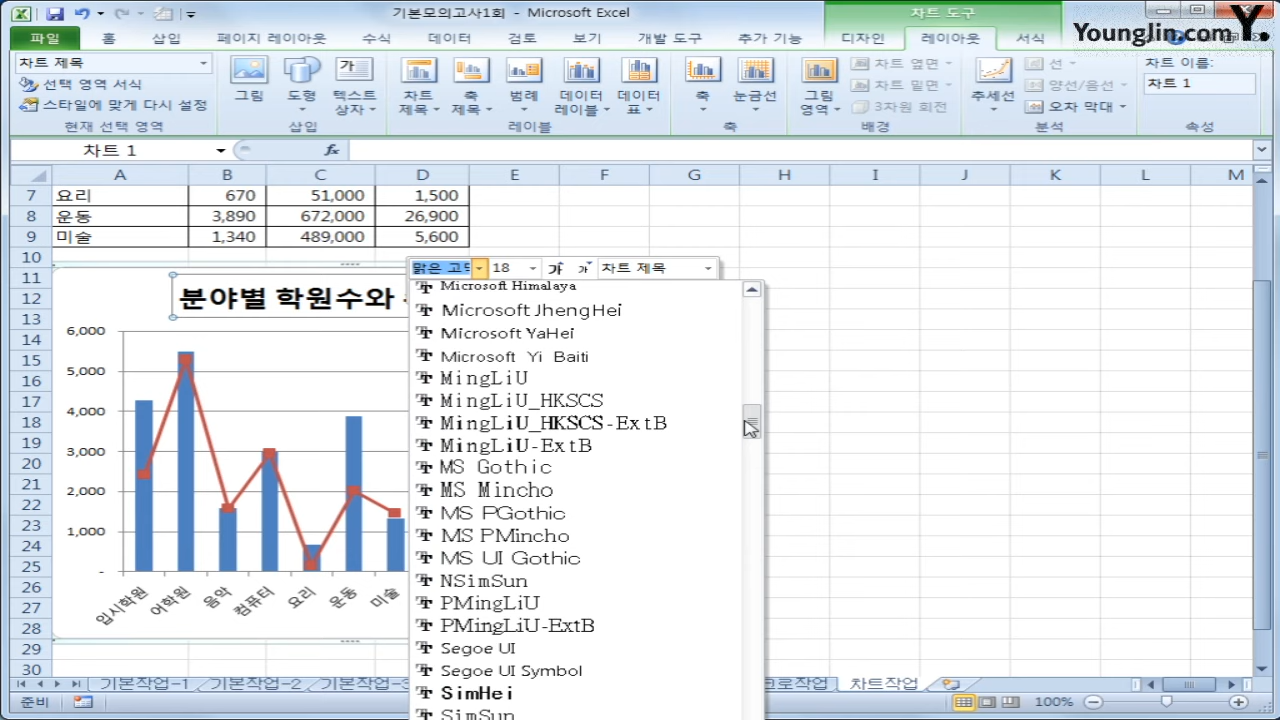 기본모의고사1회 - Microsoft Excel
차트 도구
Younglin.com Y.
파일 홈 삽입 페이지 레이아웃 수식 데이터 검토 보기 개발 도구 추가 기능 디자인 레이아웃 서식
차트 제목
선택 영역 서식
스타일에 맞게 다시 설정
현재 선택 영역
그림
도형
텍스트
상자
삽입
차트
제목
축
제목
범례
데이터
레이블
데이터
표
레이블
축
눈금선
축
그림
영역
차트 옆면
차트 밑면
3차원 회전
배경
추세선
선
양선/음선
오차 막대
분석
차트 이름:
차트 1
속성
차트 1 fx
A B C D E F G H I J K L M
7 요리 670 51,000 1,500
8 운동 3,890 672,000 26,900
9 미술 1,340 489,000 5,600
10
11
12
13
14
15
16
17
18
19
20
21
22
23
24
25
26
27
28
29
30
분야별 학원수와
6,000
5,000
4,000
3,000
2,000
1,000
-
입시학원 어학원 음악 컴퓨터 요리 운동 미술
맑은 고딕 18 가 가 차트 제목
Microsoft Himalaya
Microsoft JhengHei
Microsoft YaHei
Microsoft Yi Baiti
MingLiU
MingLiU_HKSCS
MingLiU_HKSCS-ExtB
MingLiU-ExtB
MS Gothic
MS Mincho
MS PGothic
MS PMincho
MS UI Gothic
NSimSun
PMingLiU
PMingLiU-ExtB
Segoe UI
Segoe UI Symbol
SimHei
SimSun
기본작업-1 기본작업-2 기본작업-3 차트작업
준비 100%